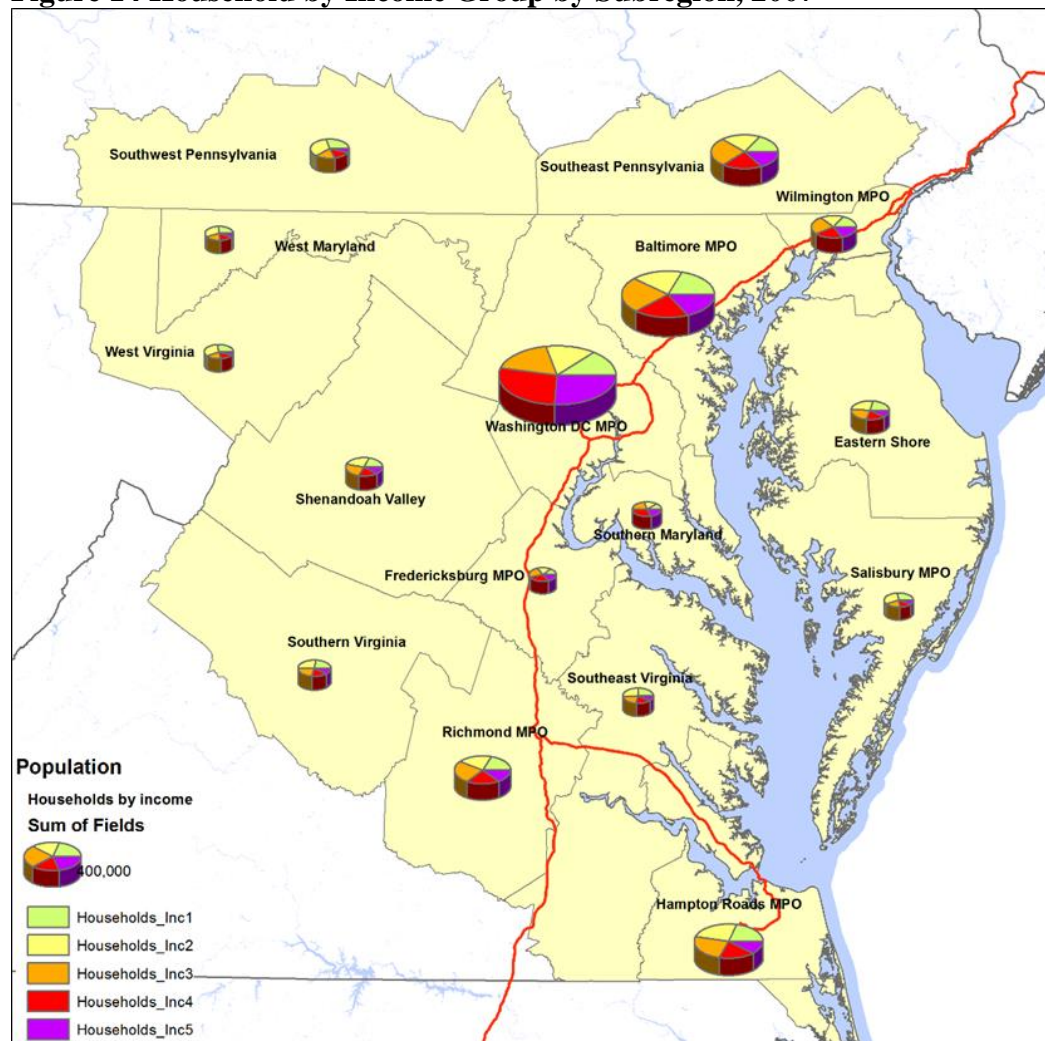 Southwest Pennsylvania
Southeast Pennsylvania
Wilmington MPO
West Maryland
Baltimore MPO
West Virginia
Washington DC MPO
Eastern Shore
Shenandoah Valley
Southern Maryland
Fredericksburg MPO
Salisbury MPO
Southern Virginia
Southeast Virginia
Richmond MPO
Population
Households by income
Sum of Fields
400,000
Hampton Roads MPO
Households_Inc1
Households_Inc2
Households_Inc3
Households_Inc4
Households_Inc5